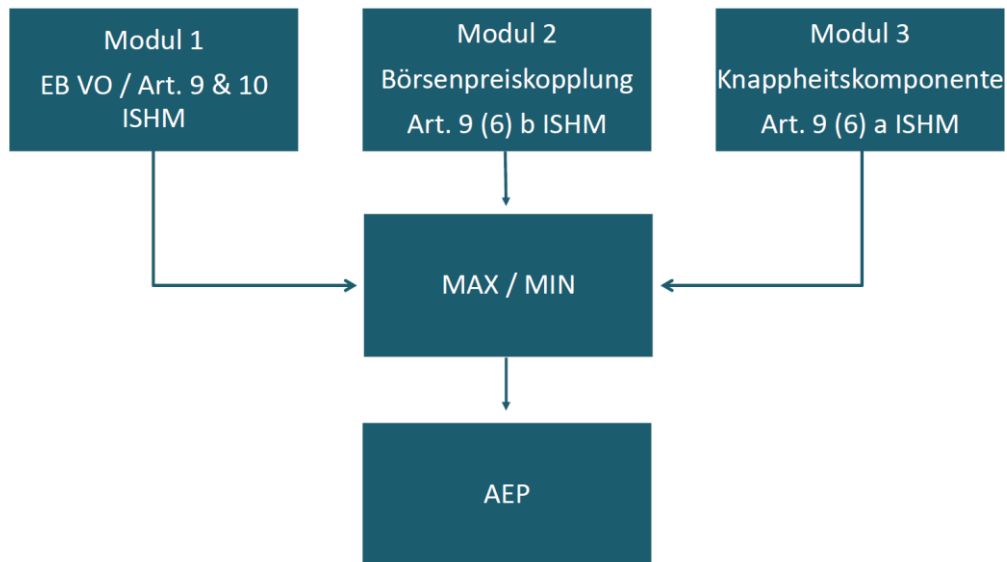 Modul 1
EB VO / Art. 9 & 10
ISHM
Modul 2
Börsenpreiskopplung
Art. 9 (6) b ISHM
Modul 3
Knappheitskomponente
Art. 9 (6) a ISHM
MAX / MIN
AEP